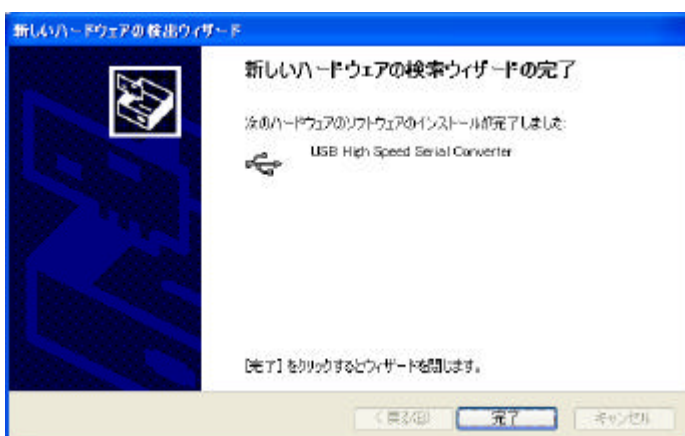 新しいハードウェアの検出ウィザード
新しいハードウェアの検索ウィザードの完了
次のハードウェアのソフトウェアのインストールが完了しました:
USB High Speed Serial Converter
[完了] をクリックするとウィザードを閉じます。
< 戻る(B)
完了
キャンセル